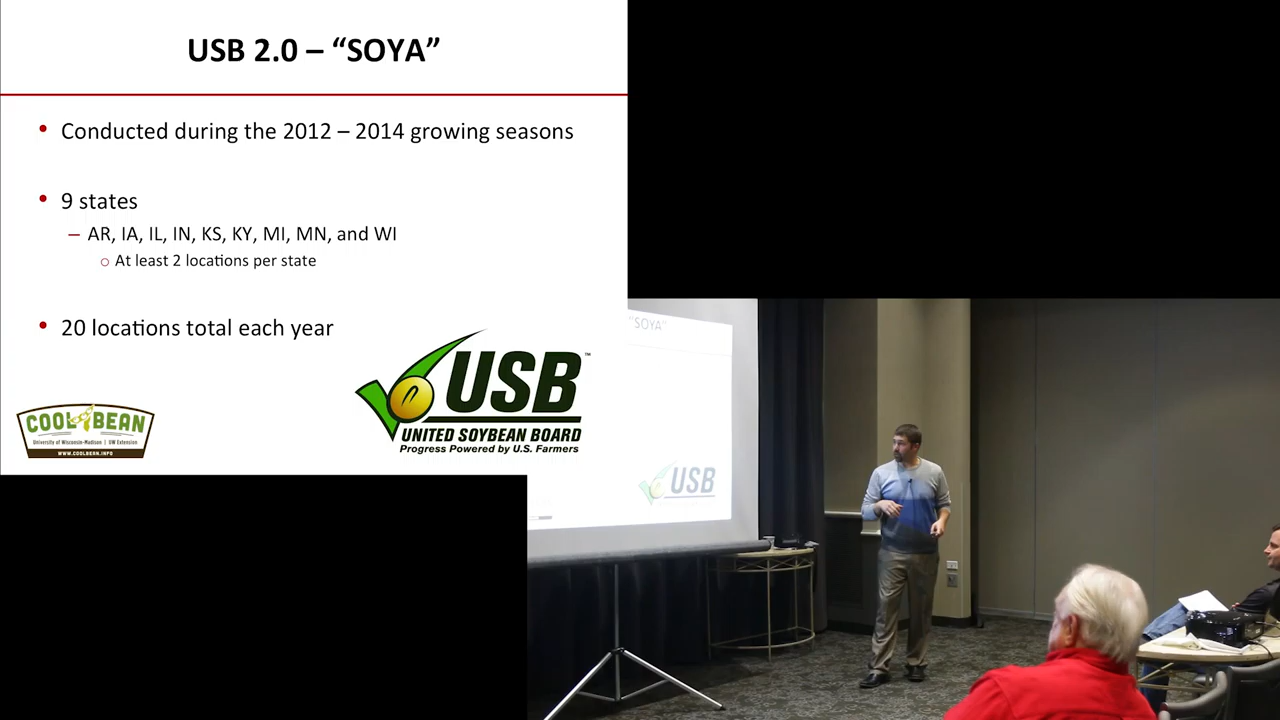 USB 2.0 – “SOYA”
• Conducted during the 2012 – 2014 growing seasons
• 9 states
– AR, IA, IL, IN, KS, KY, MI, MN, and WI
○ At least 2 locations per state
• 20 locations total each year
COOL BEAN
University of Wisconsin-Madison | UW Extension
WWW.COOLBEAN.INFO
USB™
UNITED SOYBEAN BOARD
Progress Powered by U.S. Farmers
"SOYA"
USB